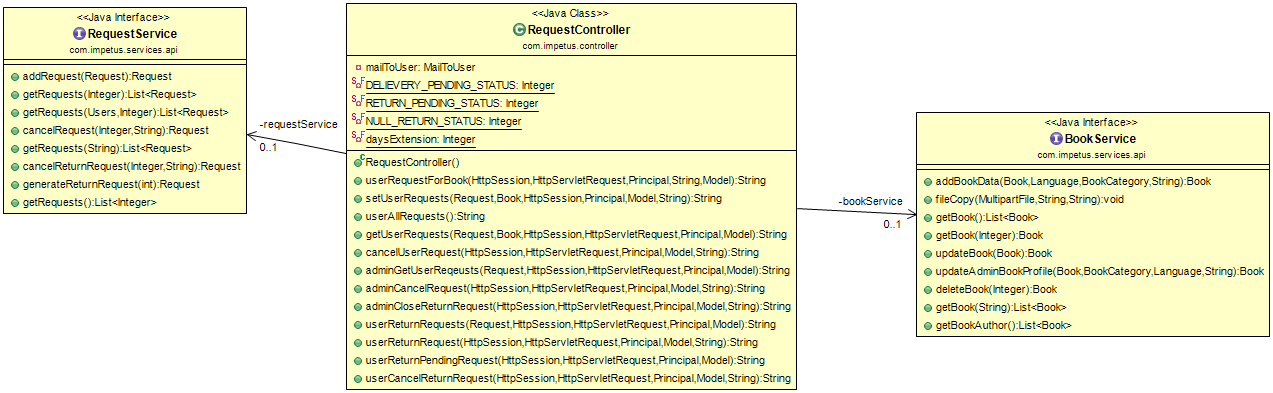 <<Java Interface>>
RequestService
com.impetus.services.api
addRequest(Request):Request
getRequests(Integer):List<Request>
getRequests(Users,Integer):List<Request>
cancelRequest(Integer,String):Request
getRequests(String):List<Request>
cancelReturnRequest(Integer,String):Request
generateReturnRequest(int):Request
getRequests():List<Integer>
-requestService
0..1
<<Java Class>>
RequestController
com.impetus.controller
mailToUser: MailToUser
DELIEVERY_PENDING_STATUS: Integer
RETURN_PENDING_STATUS: Integer
NULL_RETURN_STATUS: Integer
daysExtension: Integer
RequestController()
userRequestForBook(HttpSession,HttpServletRequest,Principal,String,Model):String
setUserRequests(Request,Book,HttpSession,Principal,Model,String):String
userAllRequests():String
getUserRequests(Request,Book,HttpSession,HttpServletRequest,Principal,Model):String
cancelUserRequest(HttpSession,HttpServletRequest,Principal,Model,String):String
adminGetUserReqeusts(Request,HttpSession,HttpServletRequest,Principal,Model):String
adminCancelRequest(HttpSession,HttpServletRequest,Principal,Model,String):String
adminCloseReturnRequest(HttpSession,HttpServletRequest,Principal,Model,String):String
userReturnRequests(Request,HttpSession,HttpServletRequest,Principal,Model):String
userReturnRequest(HttpSession,HttpServletRequest,Principal,Model,String):String
userReturnPendingRequest(HttpSession,HttpServletRequest,Principal,Model):String
userCancelReturnRequest(HttpSession,HttpServletRequest,Principal,Model,String):String
-bookService
0..1
<<Java Interface>>
BookService
com.impetus.services.api
addBookData(Book,Language,BookCategory,String):Book
fileCopy(MultipartFile,String,String):void
getBook():List<Book>
getBook(Integer):Book
updateBook(Book):Book
updateAdminBookProfile(Book,BookCategory,Language,String):Book
deleteBook(Integer):Book
getBook(String):List<Book>
getBookAuthor():List<Book>